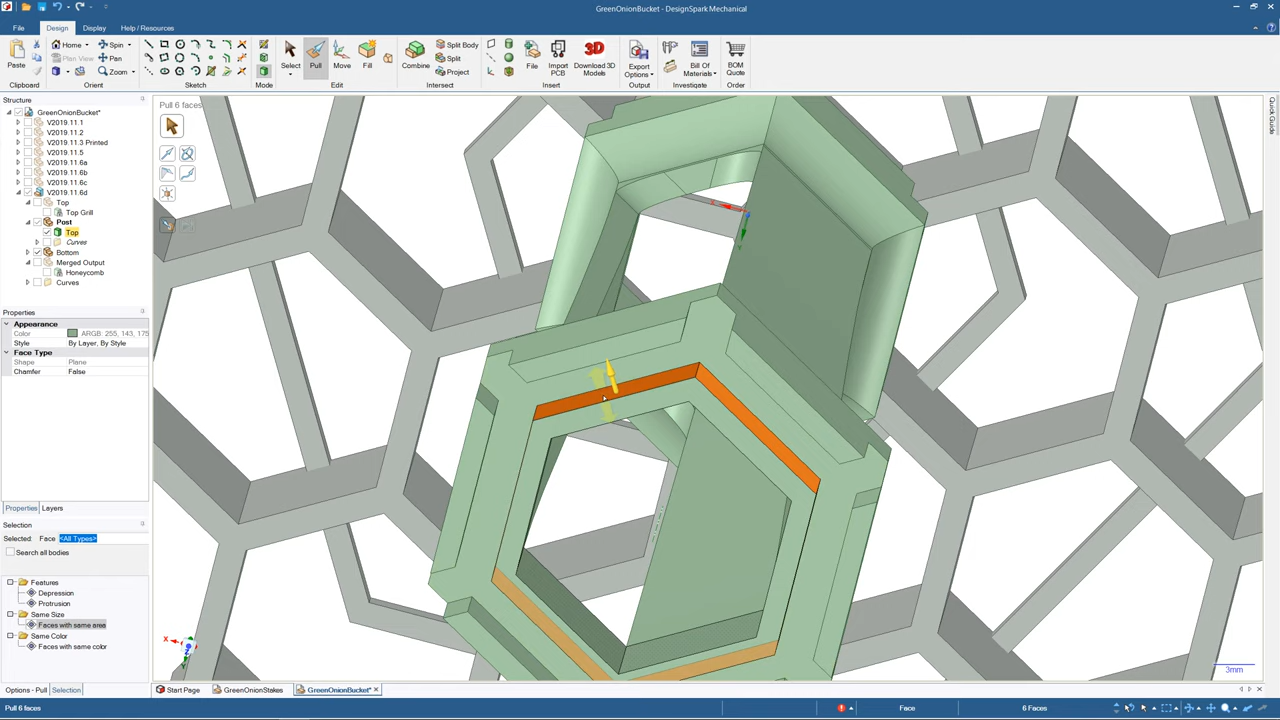 GreenOnionBucket - DesignSpark Mechanical
File Design Display Help / Resources
Home Spin
Plan View Pan
Zoom
Paste
Select Pull Move Fill
Combine
Split Body
Split
Project
File Import PCB Download 3D Models
Export Options
Bill Of Materials
BOM Quote
Clipboard Orient Sketch Mode Edit Intersect Insert Output Investigate Order
Structure
GreenOnionBucket*
V2019.11.1
V2019.11.2
V2019.11.3 Printed
V2019.11.5
V2019.11.6a
V2019.11.6b
V2019.11.6c
V2019.11.6d
Top
Top Grill
Post
Top
Curves
Bottom
Merged Output
Honeycomb
Curves
Properties
Appearance
Color ARGB: 255, 143, 175
Style By Layer, By Style
Face Type
Shape Plane
Chamfer False
Properties Layers
Selection
Selected: Face <All Types>
Search all bodies
Features
Depression
Protrusion
Same Size
Faces with same area
Same Color
Faces with same color
Options - Pull Selection
Pull 6 faces
Quick Guide
X
Z
Y
3mm
Start Page GreenOnionStakes GreenOnionBucket*
Pull 6 faces Face 6 Faces